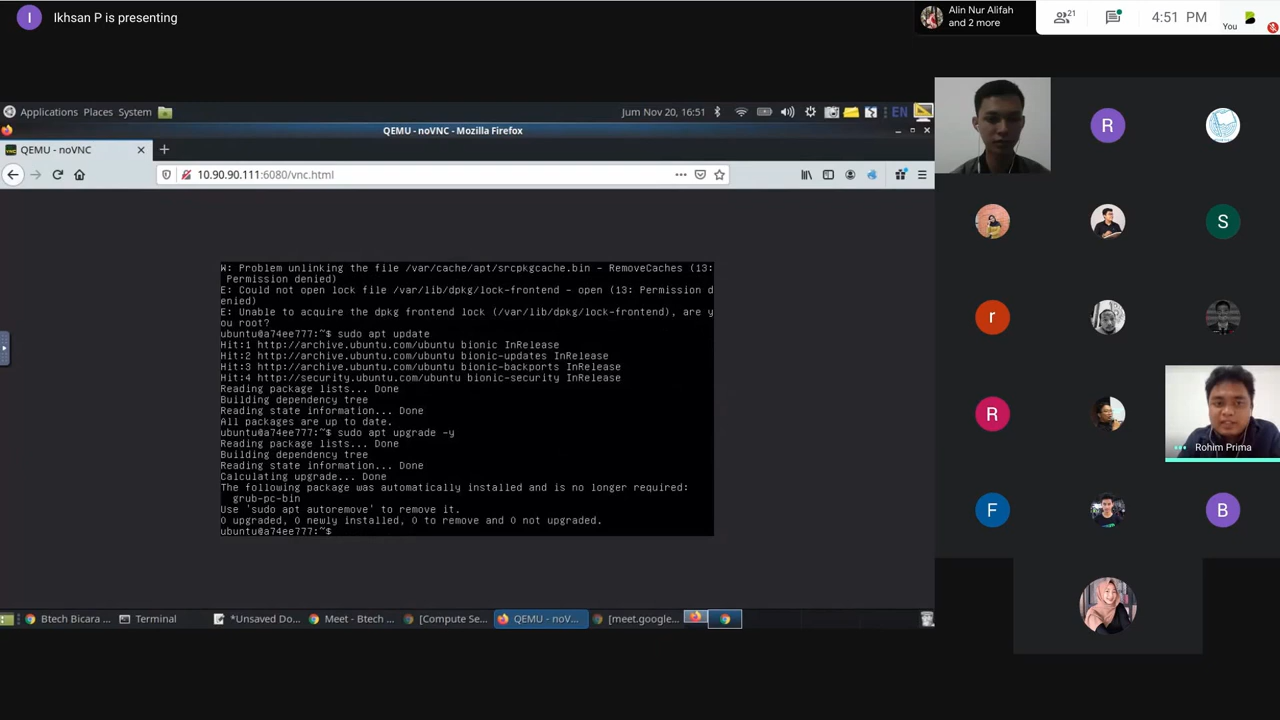 I
Ikhsan P is presenting
Alin Nur Alifah
and 2 more
21
4:51 PM
You
Applications Places System
Jum Nov 20, 16:51
EN
QEMU - noVNC - Mozilla Firefox
QEMU - noVNC
10.90.90.111:6080/vnc.html
W: Problem unlinking the file /var/cache/apt/srcpkgcache.bin - RemoveCaches (13:
Permission denied)
E: Could not open lock file /var/lib/dpkg/lock-frontend - open (13: Permission d
enied)
E: Unable to acquire the dpkg frontend lock (/var/lib/dpkg/lock-frontend), are y
ou root?
ubuntu@a74ee777:~$ sudo apt update
Hit:1 http://archive.ubuntu.com/ubuntu bionic InRelease
Hit:2 http://archive.ubuntu.com/ubuntu bionic-updates InRelease
Hit:3 http://archive.ubuntu.com/ubuntu bionic-backports InRelease
Hit:4 http://security.ubuntu.com/ubuntu bionic-security InRelease
Reading package lists... Done
Building dependency tree
Reading state information... Done
All packages are up to date.
ubuntu@a74ee777:~$ sudo apt upgrade -y
Reading package lists... Done
Building dependency tree
Reading state information... Done
Calculating upgrade... Done
The following package was automatically installed and is no longer required:
grub-pc-bin
Use 'sudo apt autoremove' to remove it.
0 upgraded, 0 newly installed, 0 to remove and 0 not upgraded.
ubuntu@a74ee777:~$
Btech Bicara ...
Terminal
*Unsaved Do...
Meet - Btech ...
[Compute Se...
QEMU - noV...
[meet.google...
R
S
r
R
Rohim Prima
F
B